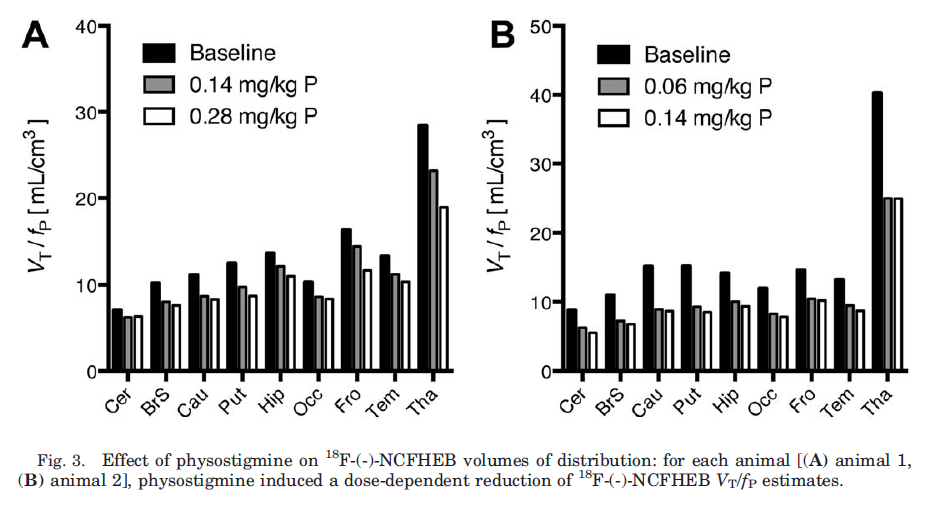 A
40
30
20
10
0
VT / fP [ mL/cm3 ]
Baseline
0.14 mg/kg P
0.28 mg/kg P
Cer BrS Cau Put Hip Occ Fro Tem Tha
B
50
40
30
20
10
0
VT / fP [ mL/cm3 ]
Baseline
0.06 mg/kg P
0.14 mg/kg P
Cer BrS Cau Put Hip Occ Fro Tem Tha
Fig. 3. Effect of physostigmine on 18F-(-)-NCFHEB volumes of distribution: for each animal [(A) animal 1,
(B) animal 2], physostigmine induced a dose-dependent reduction of 18F-(-)-NCFHEB VT/fP estimates.